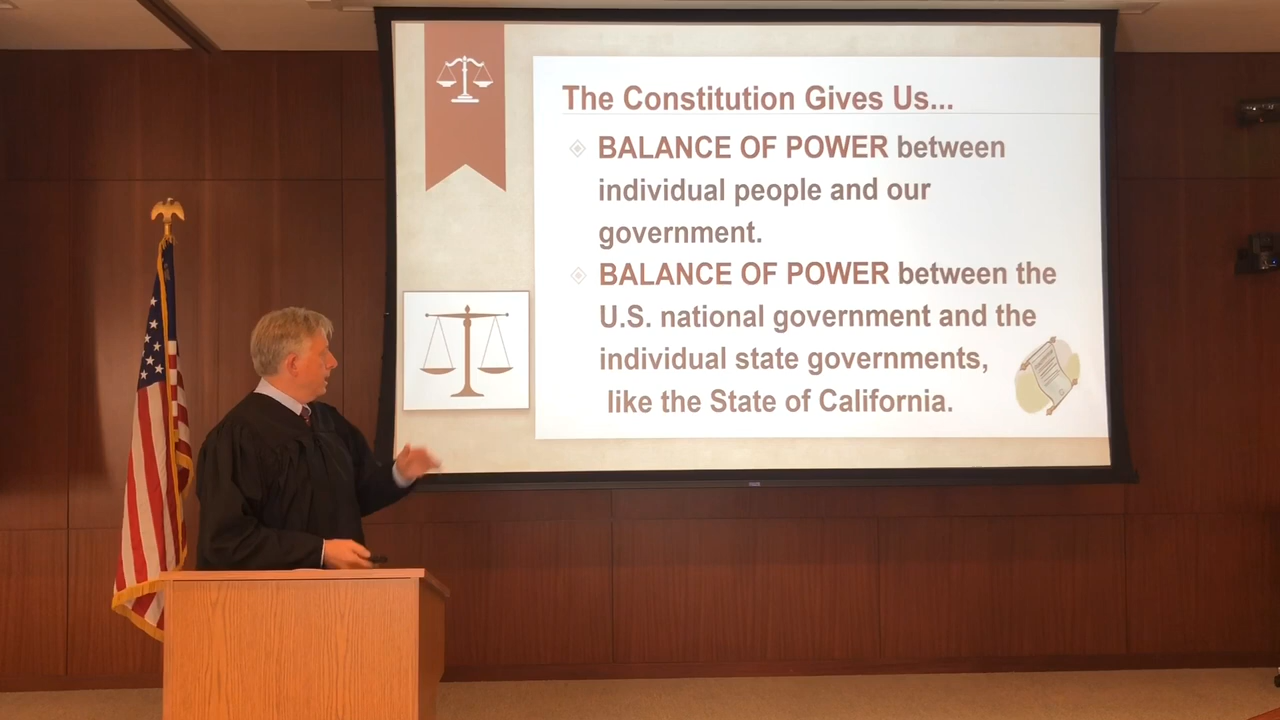 The Constitution Gives Us...
BALANCE OF POWER between
individual people and our
government.
BALANCE OF POWER between the
U.S. national government and the
individual state governments,
like the State of California.